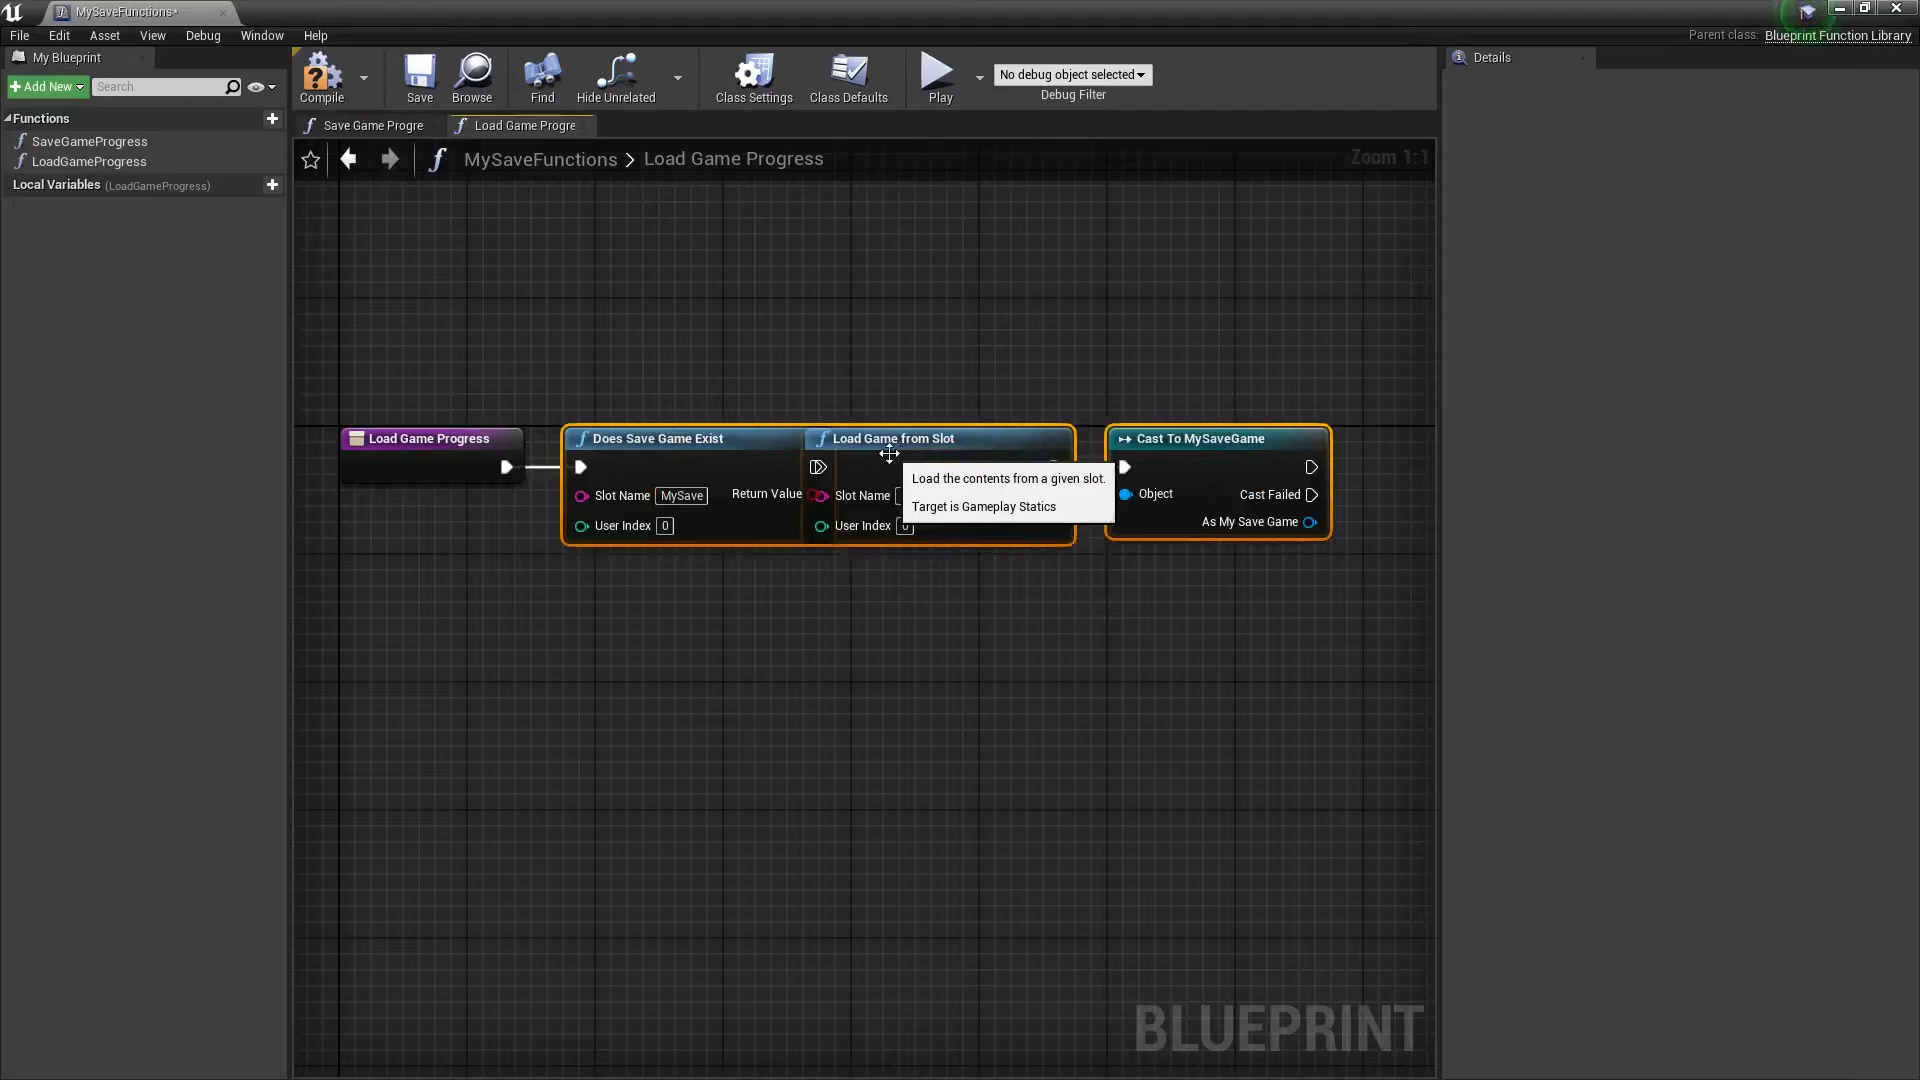 MySaveFunctions*
File Edit Asset View Debug Window Help
Parent class: Blueprint Function Library
My Blueprint
Add New Search
Functions
SaveGameProgress
LoadGameProgress
Local Variables (LoadGameProgress)
Compile Save Browse Find Hide Unrelated Class Settings Class Defaults Play
No debug object selected
Debug Filter
Details
Save Game Progre Load Game Progre
MySaveFunctions > Load Game Progress
Zoom 1:1
Load Game Progress
Does Save Game Exist
Slot Name MySave Return Value
User Index 0
Load Game from Slot
Slot Name
User Index 0
Load the contents from a given slot.
Target is Gameplay Statics
Cast To MySaveGame
Object Cast Failed
As My Save Game
BLUEPRINT